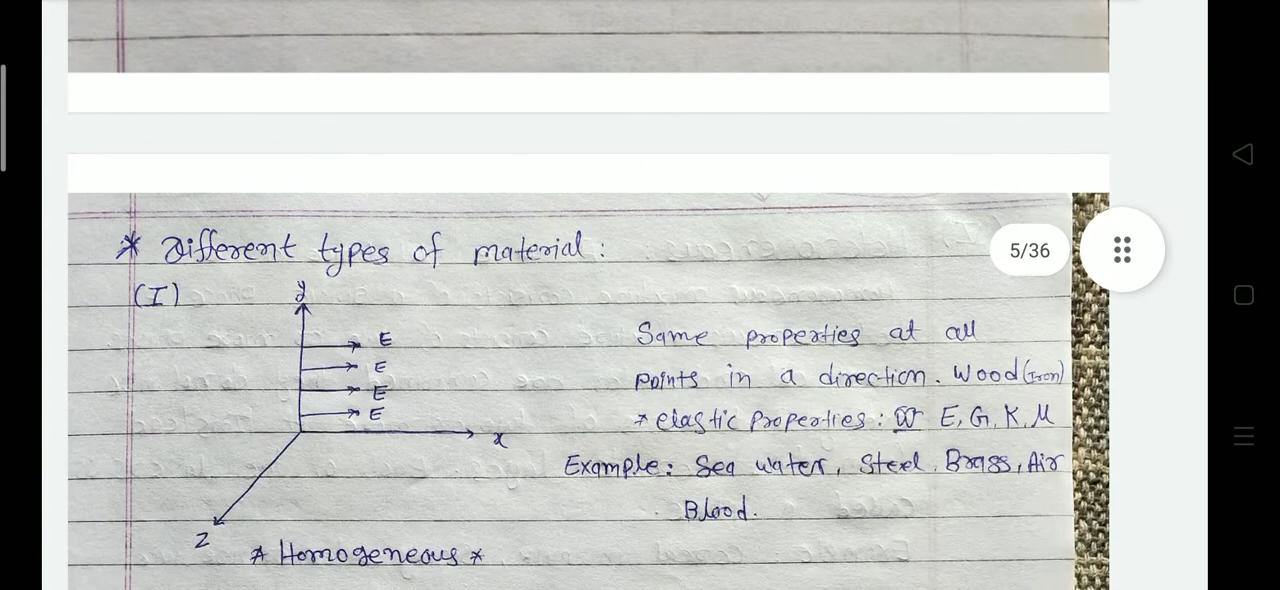 * Different types of material :
5/36
(I)
y
E
E
E
E
x
Z
* Homogeneous *
Same properties at all
points in a direction. Wood (Iron)
* elastic Properties : E, G, K, M
Example : Sea water, Steel, Brass, Air
Blood.